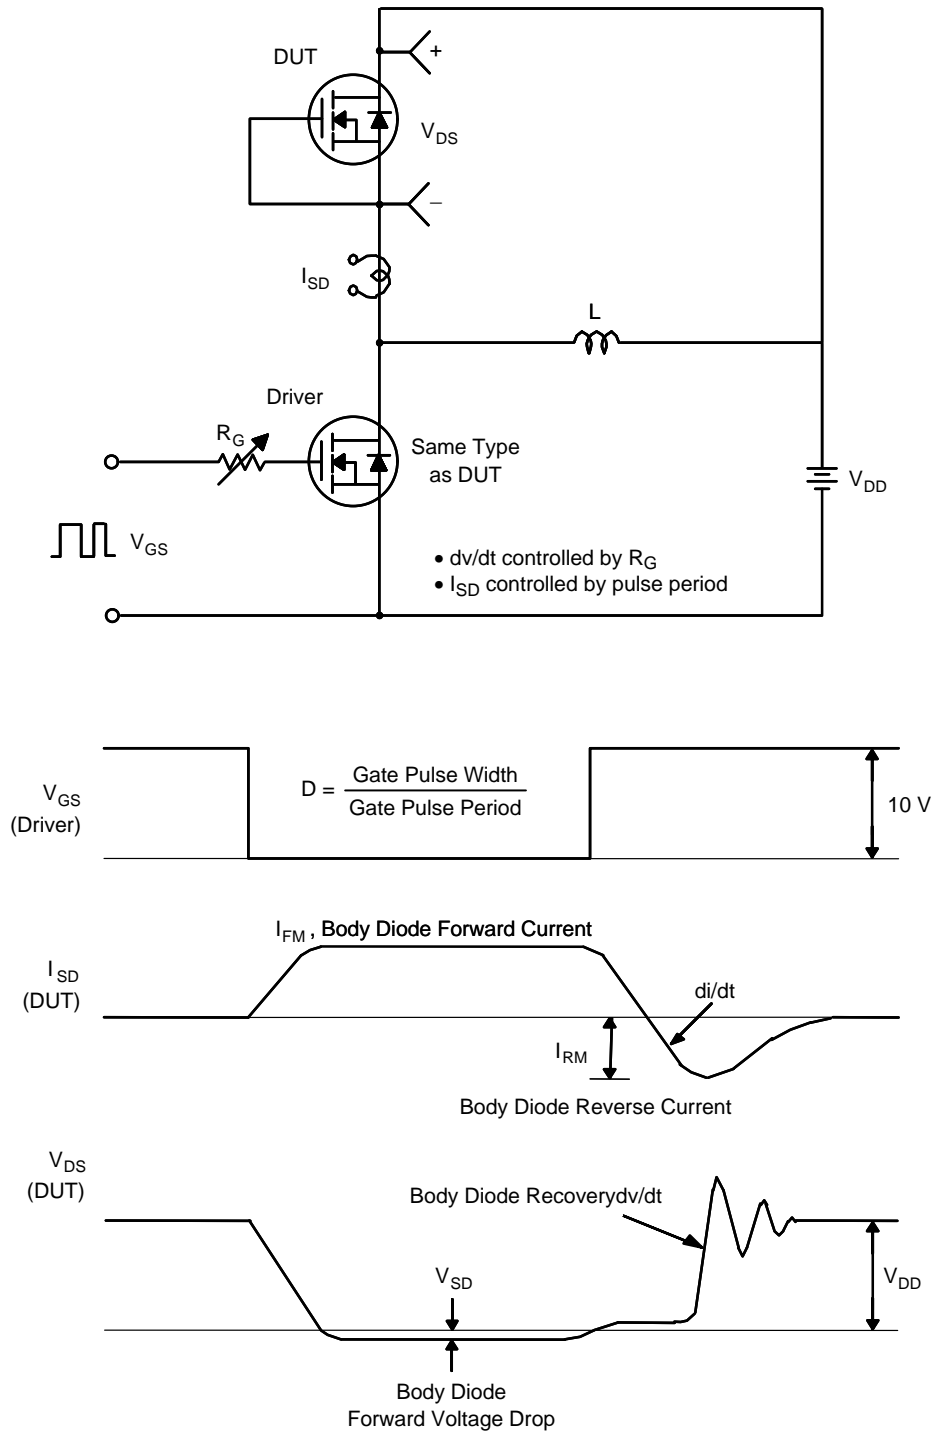 DUT
+
V_DS
−
I_SD
L
Driver
R_G
Same Type
as DUT
V_DD
V_GS
• dv/dt controlled by R_G
• I_SD controlled by pulse period
V_GS
(Driver)
D = Gate Pulse Width
Gate Pulse Period
10 V
I_FM , Body Diode Forward Current
I_SD
(DUT)
di/dt
I_RM
Body Diode Reverse Current
V_DS
(DUT)
Body Diode Recoverydv/dt
V_SD
V_DD
Body Diode
Forward Voltage Drop